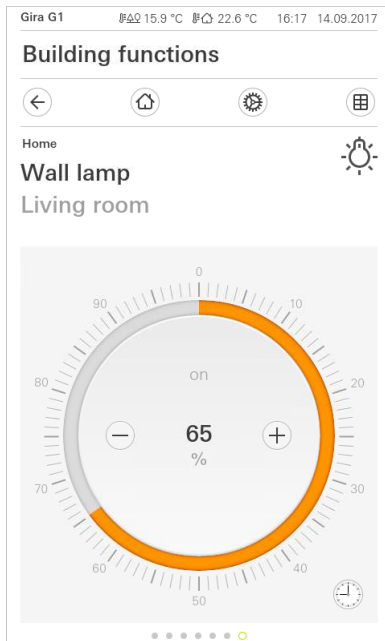 Gira G1 15.9 °C 22.6 °C 16:17 14.09.2017
Building functions
Home
Wall lamp
Living room
0
90 10
on
80 20
65
%
70 30
60 40
50